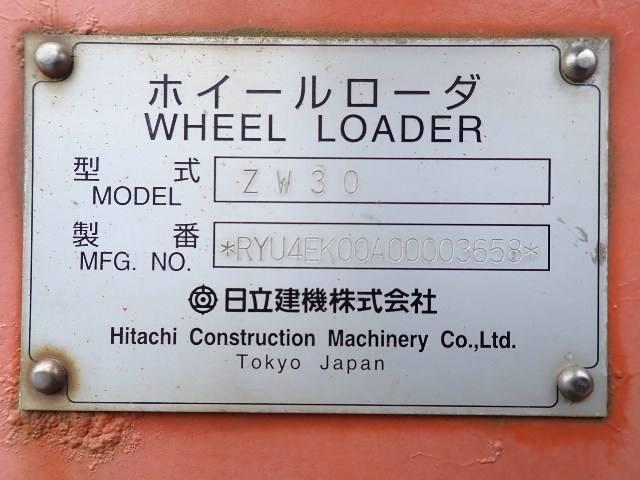 ホイールローダ
WHEEL LOADER
型式 ZW30
MODEL
製番 *RYU4EK00A00003658*
MFG. NO.
日立建機株式会社
Hitachi Construction Machinery Co.,Ltd.
Tokyo Japan